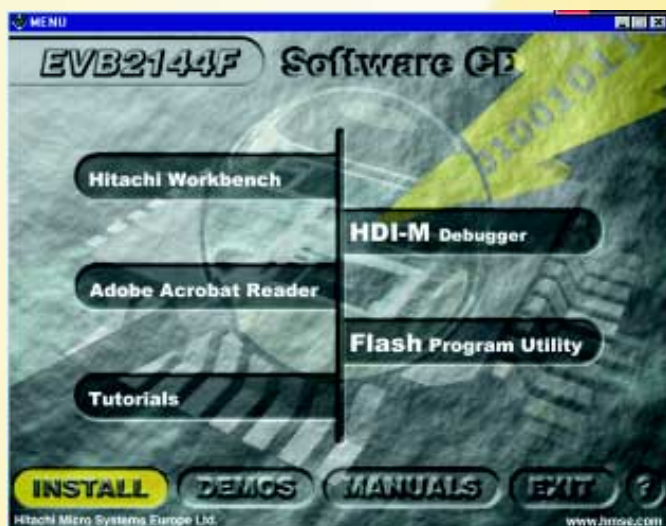 MENU
EVB2144F Software CD
010010111
Hitachi Workbench
HDI-M Debugger
Adobe Acrobat Reader
Flash Program Utility
Tutorials
INSTALL DEMOS MANUALS EXIT ?
Hitachi Micro Systems Europe Ltd. www.hmse.com